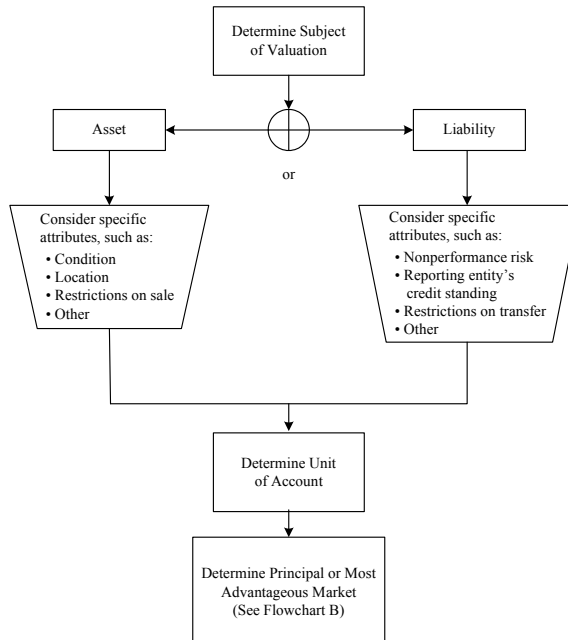 Determine Subject
of Valuation
Asset
Liability
or
Consider specific
attributes, such as:
• Condition
• Location
• Restrictions on sale
• Other
Consider specific
attributes, such as:
• Nonperformance risk
• Reporting entity’s
credit standing
• Restrictions on transfer
• Other
Determine Unit
of Account
Determine Principal or Most
Advantageous Market
(See Flowchart B)